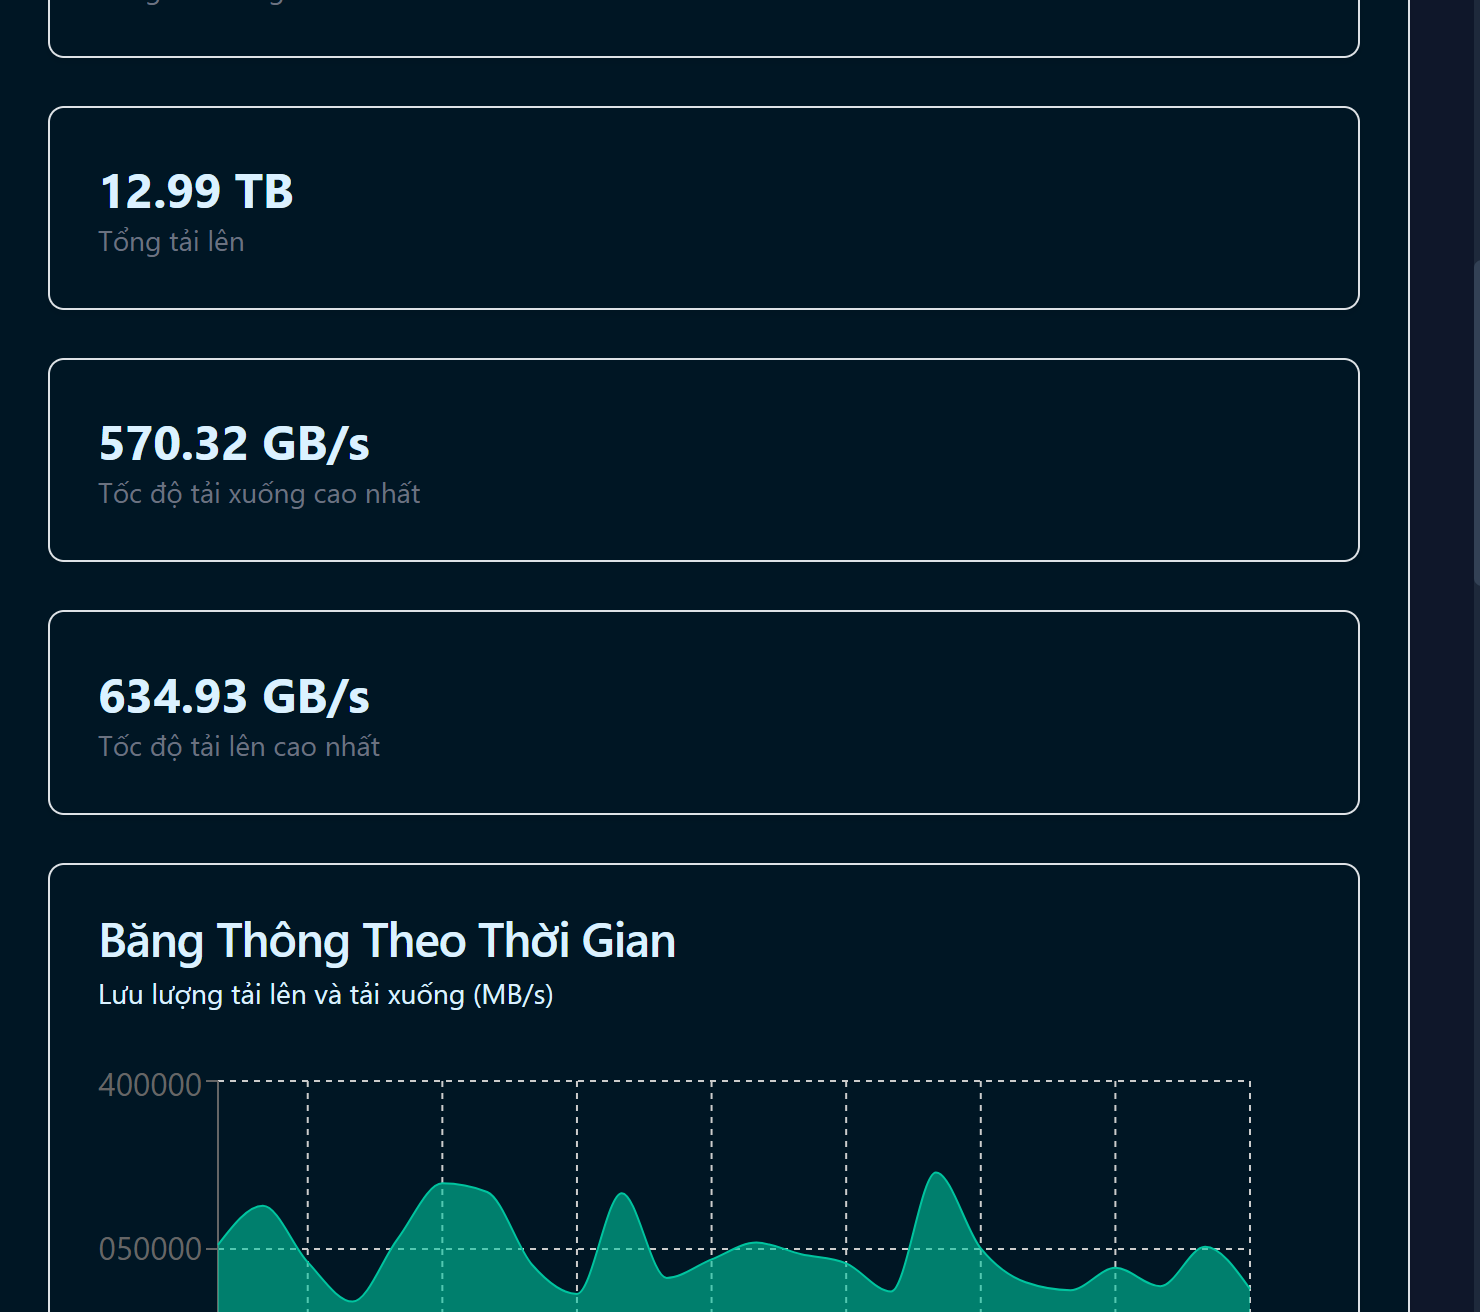 12.99 TB
Tổng tải lên
570.32 GB/s
Tốc độ tải xuống cao nhất
634.93 GB/s
Tốc độ tải lên cao nhất
Băng Thông Theo Thời Gian
Lưu lượng tải lên và tải xuống (MB/s)
400000
050000